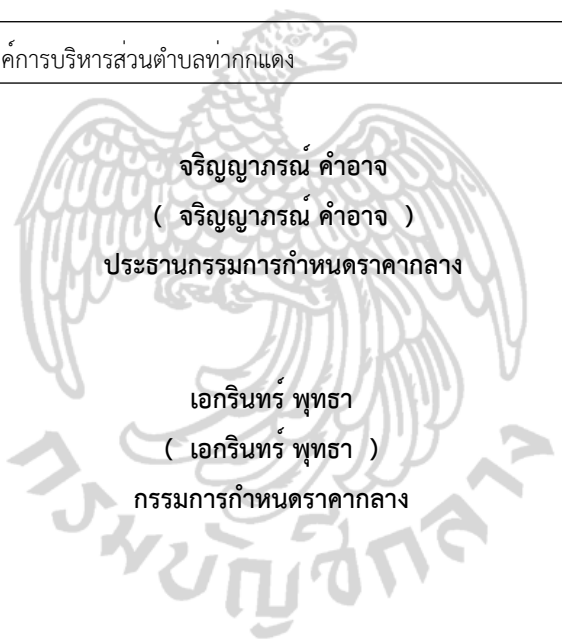 ค์การบริหารส่วนตำบลท่ากกแดง
จริญญาภรณ์ คำอาจ
( จริญญาภรณ์ คำอาจ )
ประธานกรรมการกำหนดราคากลาง
เอกรินทร์ พุทธา
( เอกรินทร์ พุทธา )
กรรมการกำหนดราคากลาง
กรมบัญชีกลาง